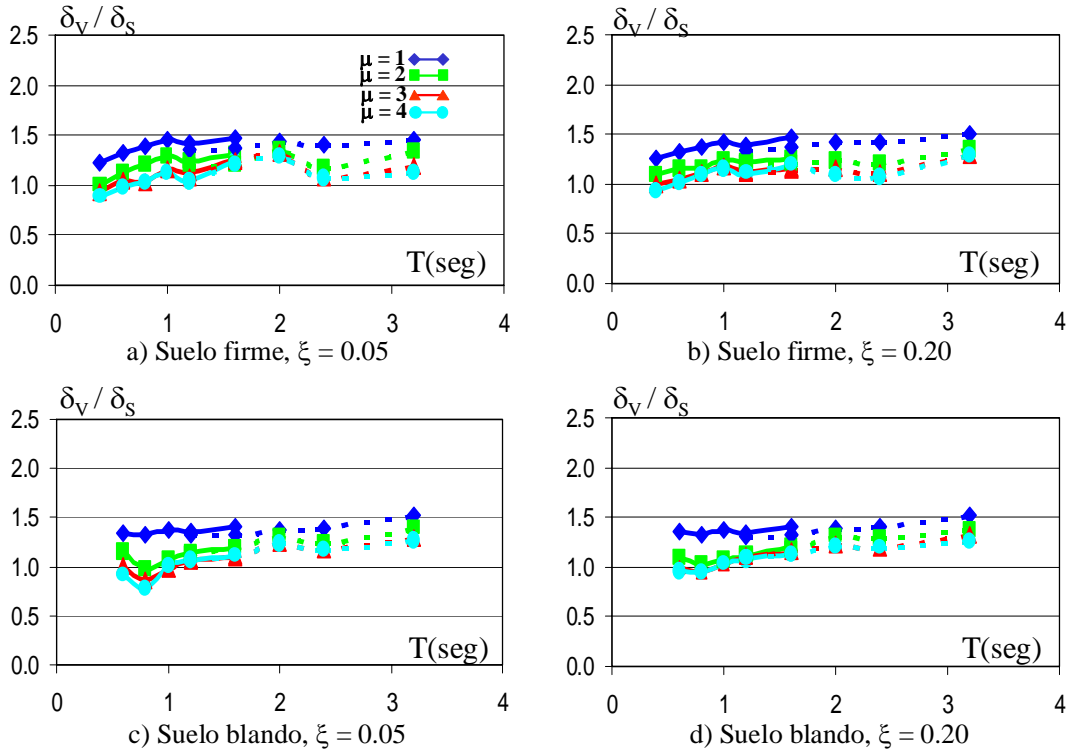 δV / δS
2.5
2.0
1.5
1.0
0.5
0.0
μ = 1
μ = 2
μ = 3
μ = 4
T(seg)
0 1 2 3 4
a) Suelo firme, ξ = 0.05
δV / δS
2.5
2.0
1.5
1.0
0.5
0.0
T(seg)
0 1 2 3 4
b) Suelo firme, ξ = 0.20
δV / δS
2.5
2.0
1.5
1.0
0.5
0.0
T(seg)
0 1 2 3 4
c) Suelo blando, ξ = 0.05
δV / δS
2.5
2.0
1.5
1.0
0.5
0.0
T(seg)
0 1 2 3 4
d) Suelo blando, ξ = 0.20